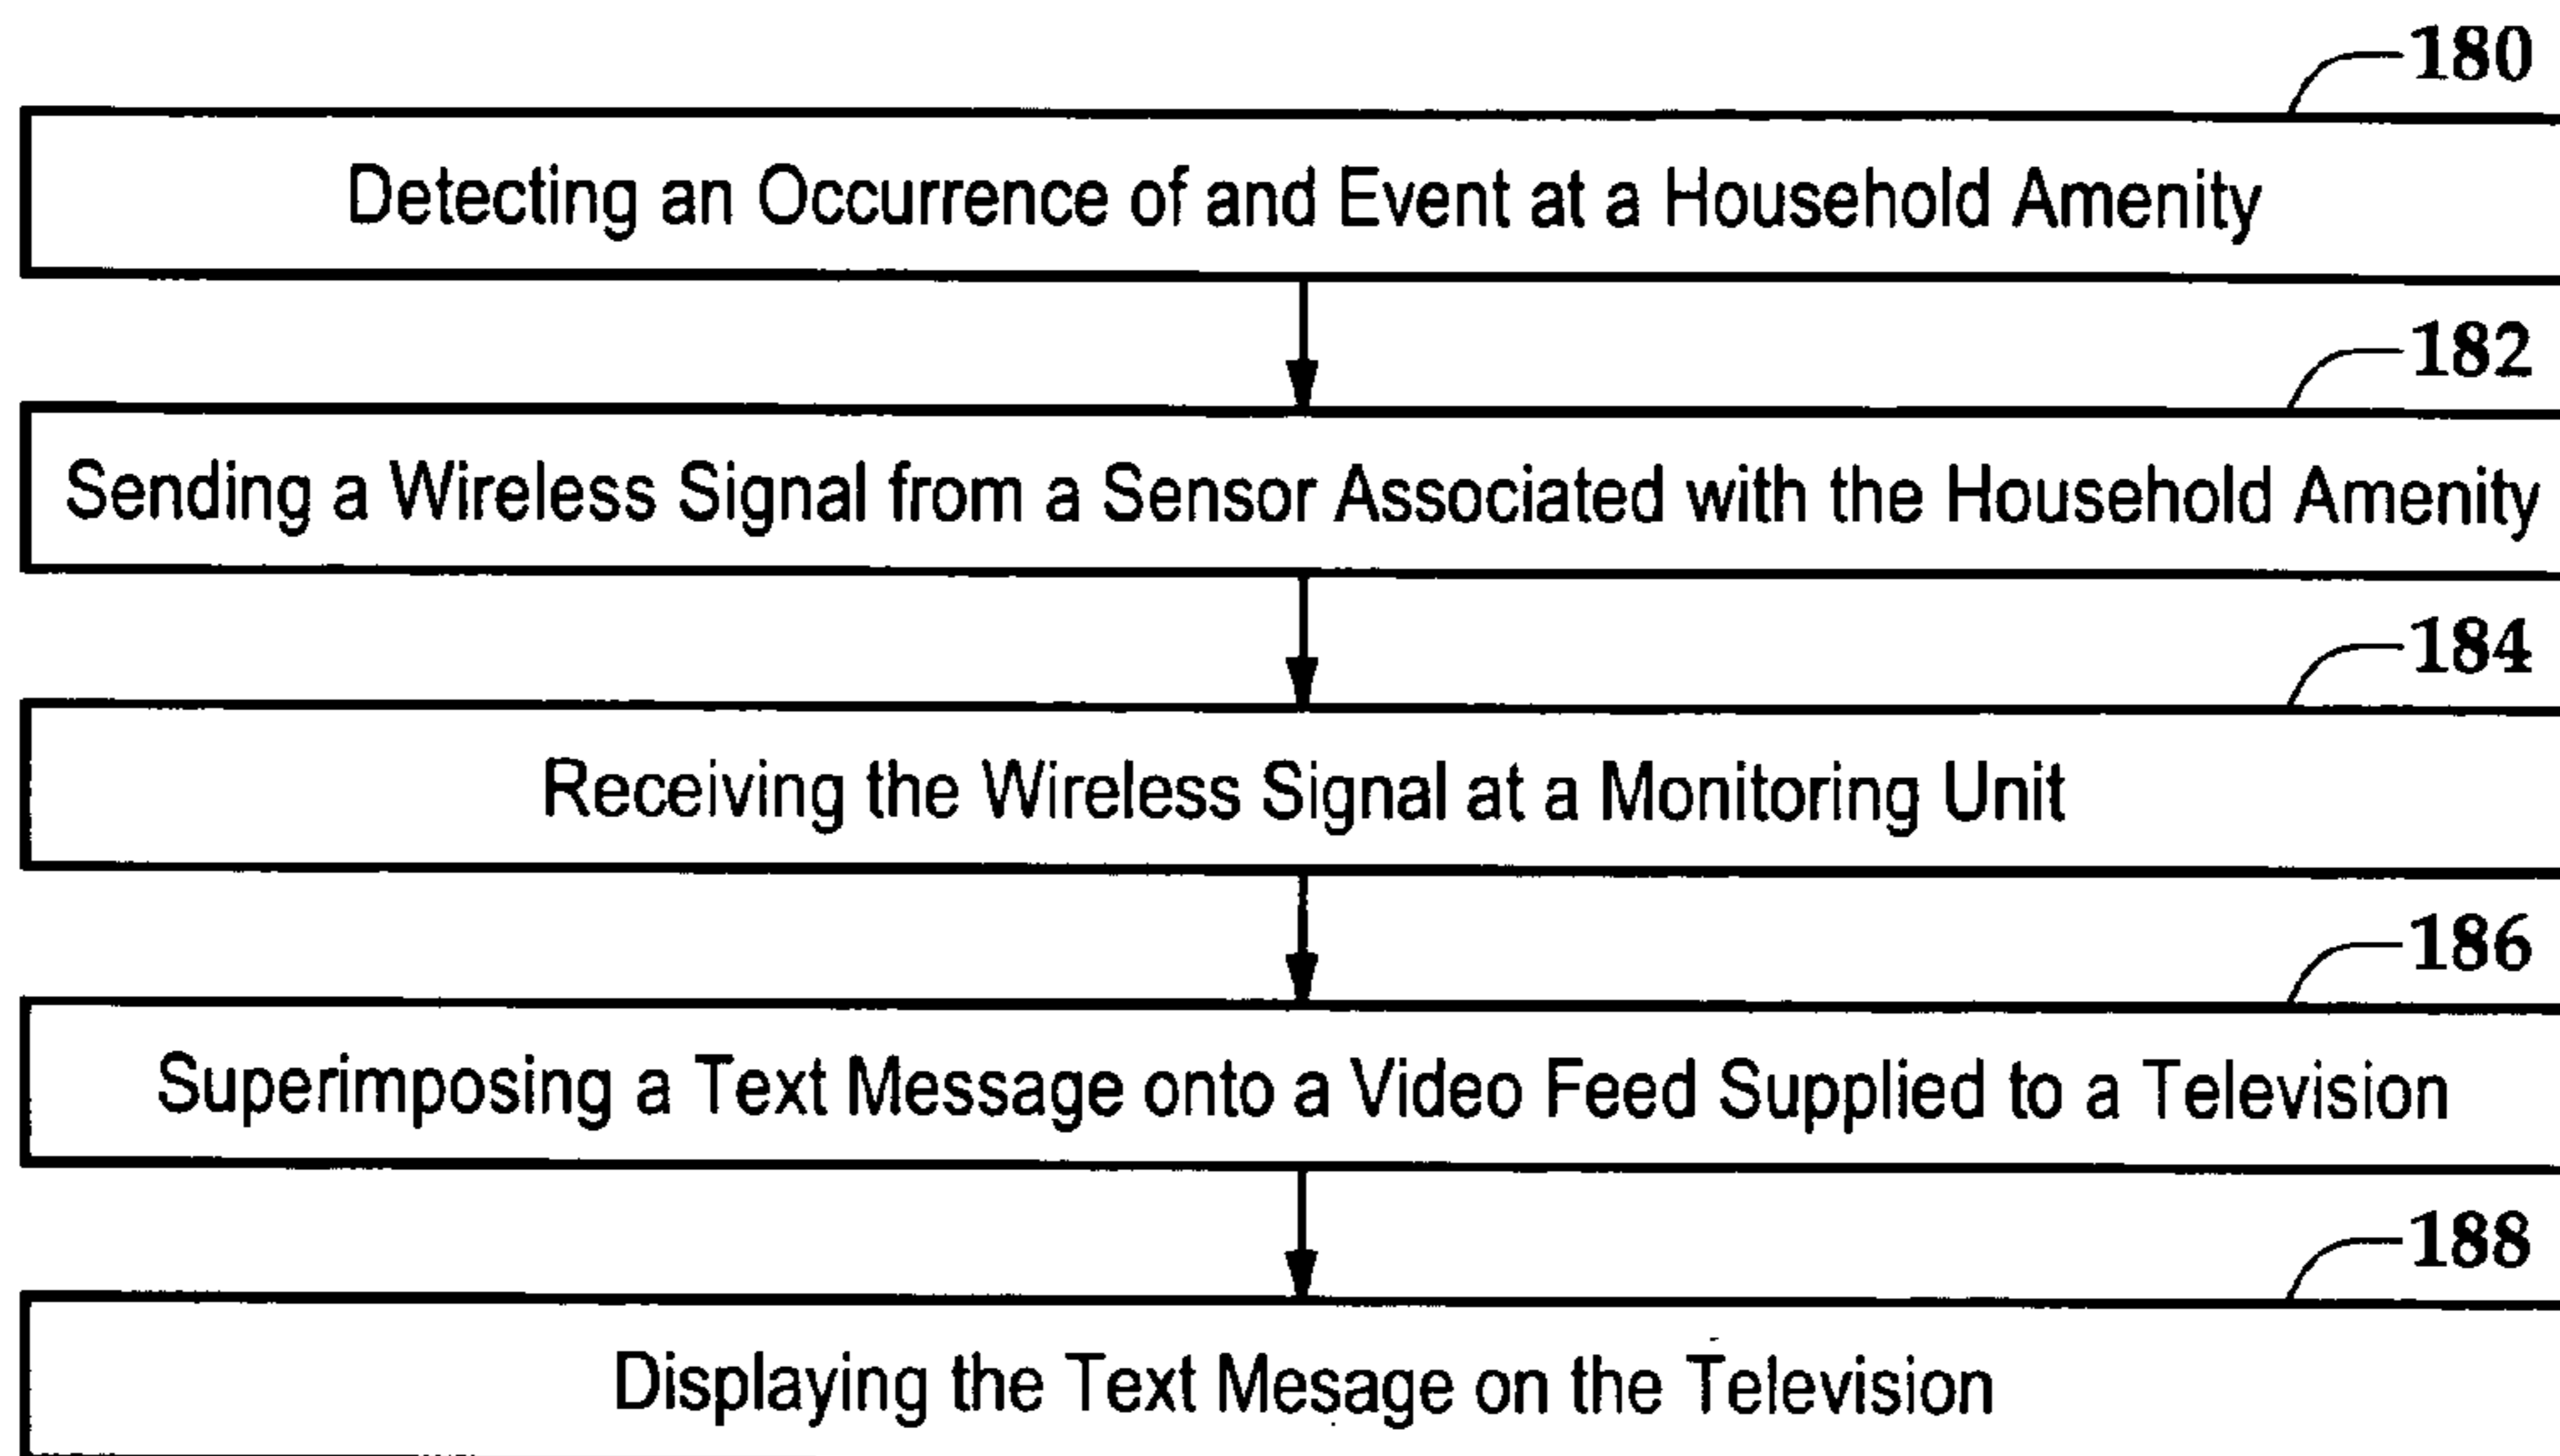 180
Detecting an Occurrence of and Event at a Household Amenity
182
Sending a Wireless Signal from a Sensor Associated with the Household Amenity
184
Receiving the Wireless Signal at a Monitoring Unit
186
Superimposing a Text Message onto a Video Feed Supplied to a Television
188
Displaying the Text Mesage on the Television